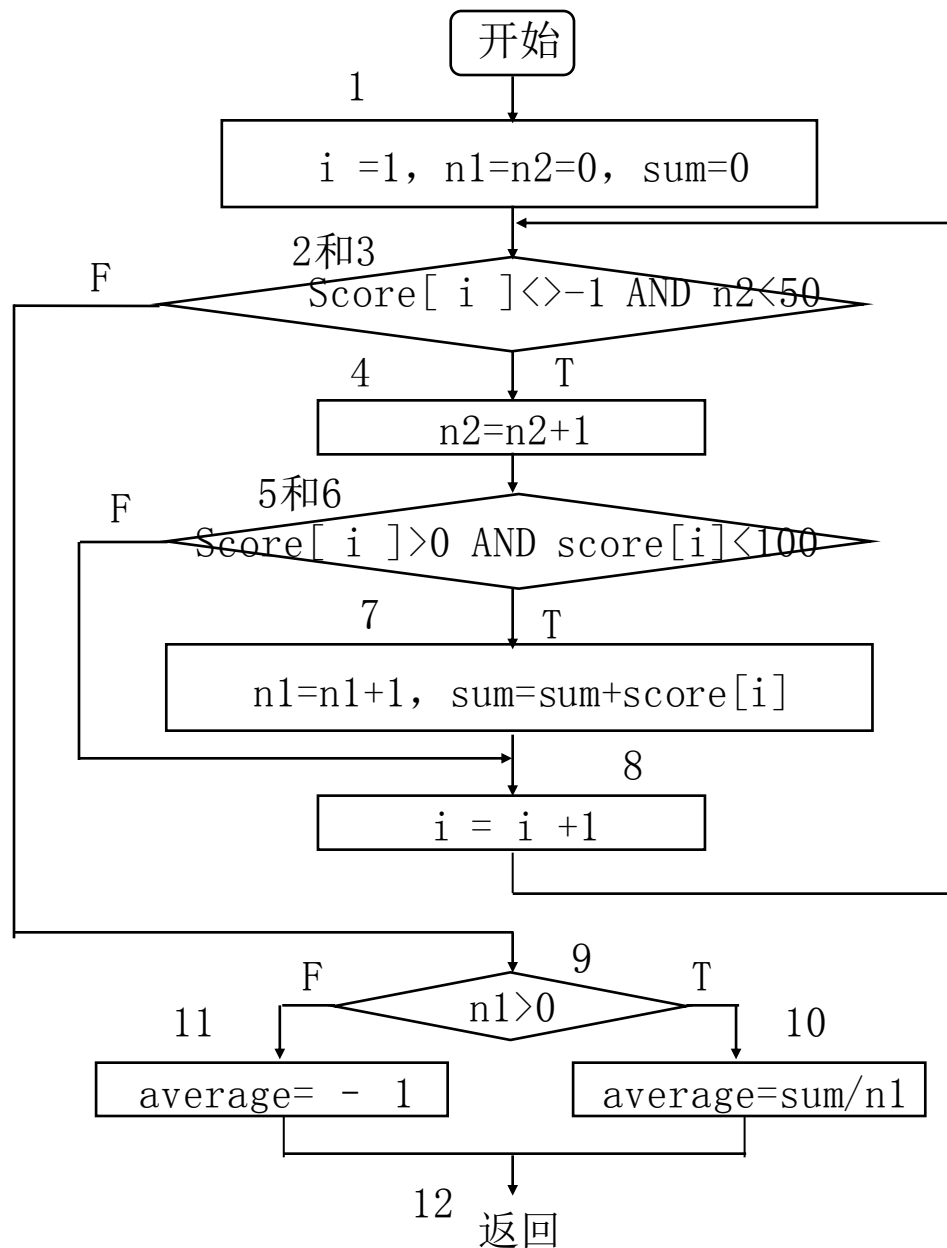 开始
1
i =1, n1=n2=0, sum=0
2和3
F
Score[ i ]<>-1 AND n2<50
4
T
n2=n2+1
5和6
F
Score[ i ]>0 AND score[i]<100
7
T
n1=n1+1, sum=sum+score[i]
8
i = i +1
9
F
T
n1>0
11
10
average= - 1
average=sum/n1
12
返回